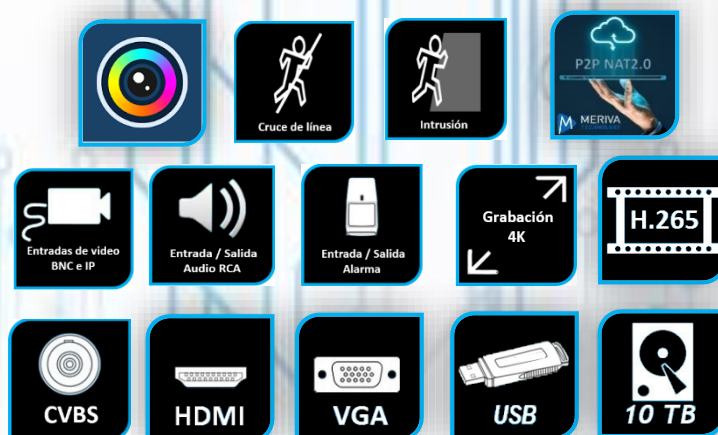 Cruce de línea
Intrusión
P2P NAT2.0
MERIVA
TECHNOLOGY
Entradas de video
BNC e IP
Entrada / Salida
Audio RCA
Entrada / Salida
Alarma
Grabación
4K
H.265
CVBS
HDMI
VGA
USB
10 TB